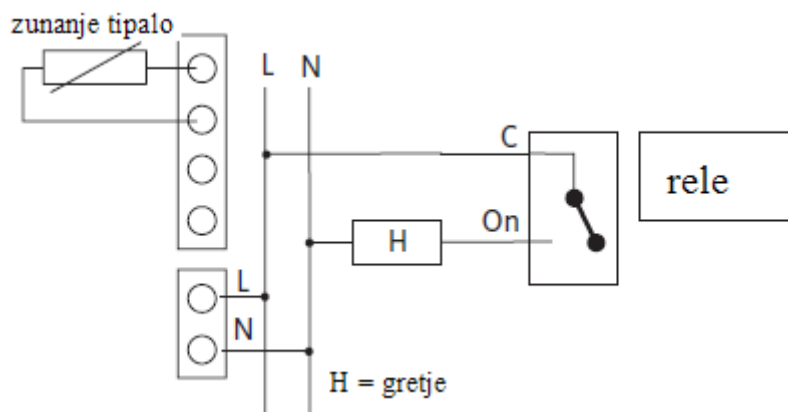 zunanje tipalo
L N
C
rele
On
H
L
N
H = gretje